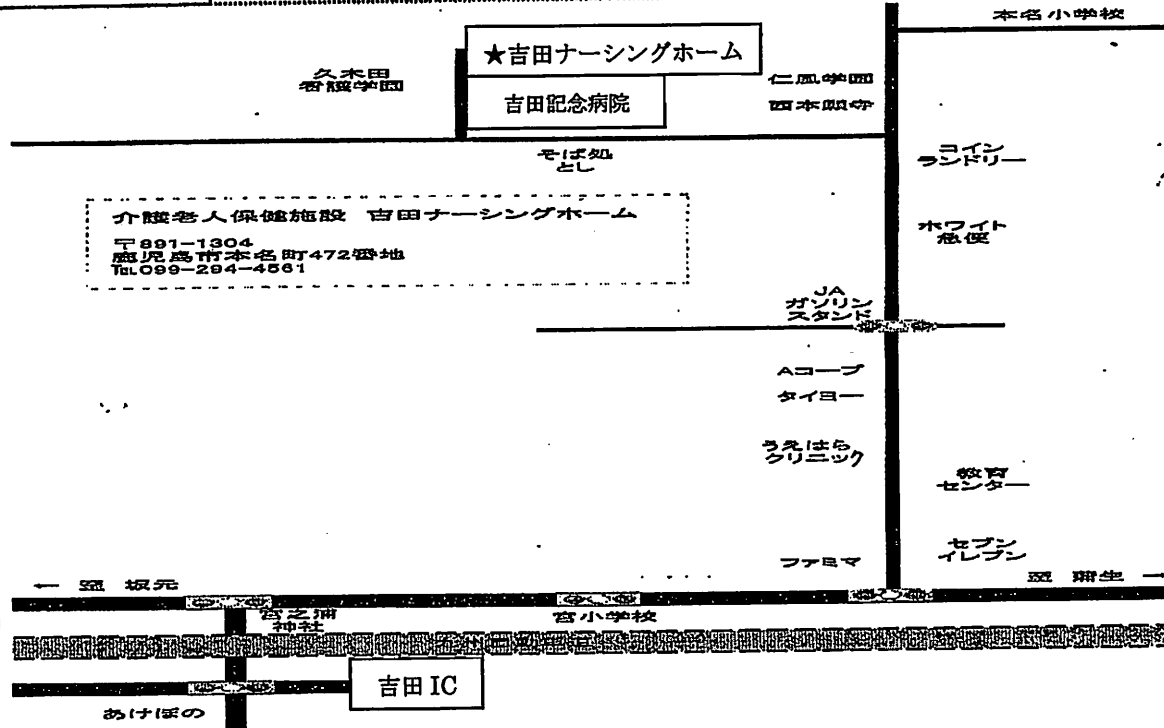 本名小学校
★吉田ナーシングホーム
久木田
看護学園
仁風学園
吉田記念病院
西本願寺
そば処
とし
コイン
ランドリー
介護老人保健施設 吉田ナーシングホーム
〒891-1304
鹿児島市本名町472番地
TEL099-294-4561
ホワイト
急便
JA
ガソリン
スタンド
Aコープ
タイヨー
うえはら
クリニック
教育
センター
ファミマ
セブン
イレブン
← 至 坂元
至 蒲生 →
宮之浦
神社
宮小学校
吉田IC
あけぼの